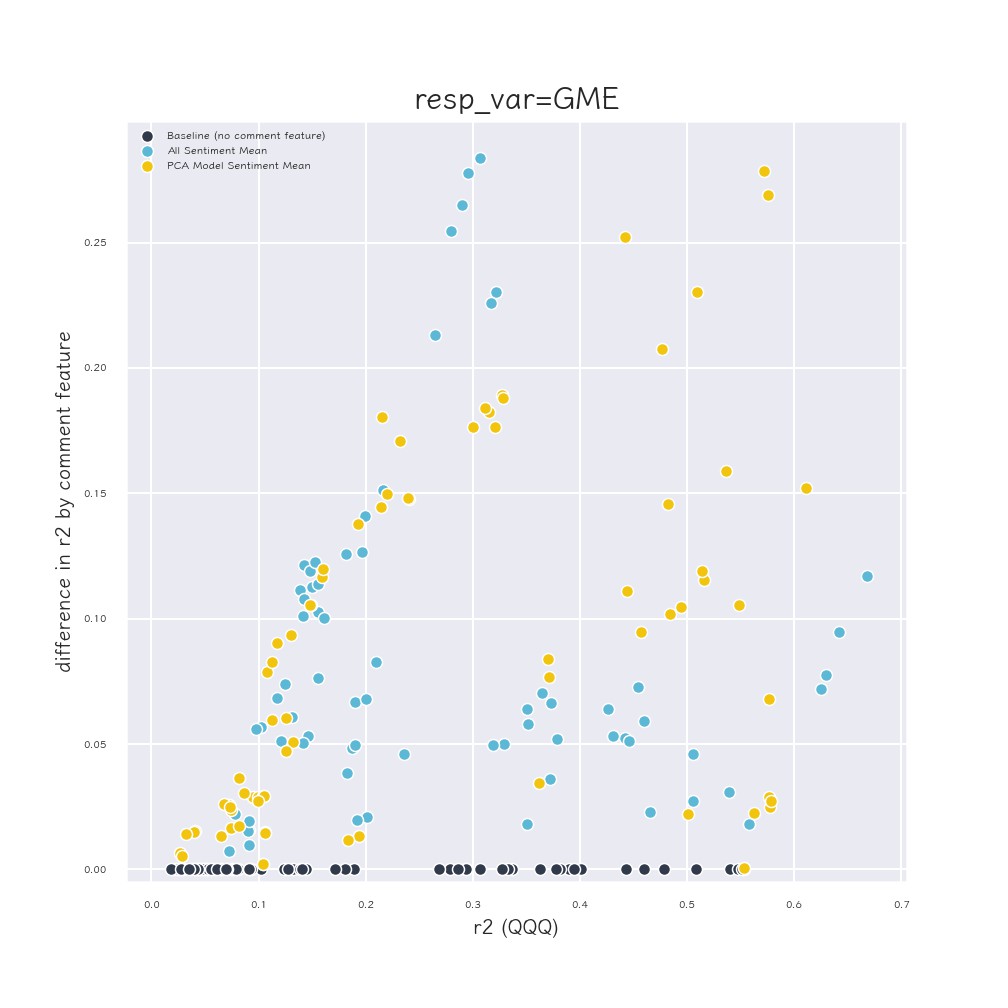 resp_var=GME
Baseline (no comment feature)
All Sentiment Mean
PCA Model Sentiment Mean
difference in r2 by comment feature
0.25
0.20
0.15
0.10
0.05
0.00
0.0 0.1 0.2 0.3 0.4 0.5 0.6 0.7
r2 (QQQ)